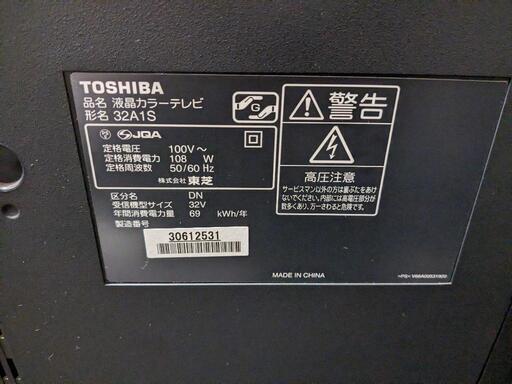 TOSHIBA
品名 液晶カラーテレビ
形名 32A1S
JQA
定格電圧 100V～
定格消費電力 108 W
定格周波数 50/60 Hz
株式会社 東芝
区分名 DN
受信機型サイズ 32V
年間消費電力量 69 kWh/年
製造番号
30612531
G
警告
高圧注意
サービスマン以外の方は裏ぶたをあけ
ないでください。内部には高電圧部分が
数多くあり、万一さわると危険です。
MADE IN CHINA